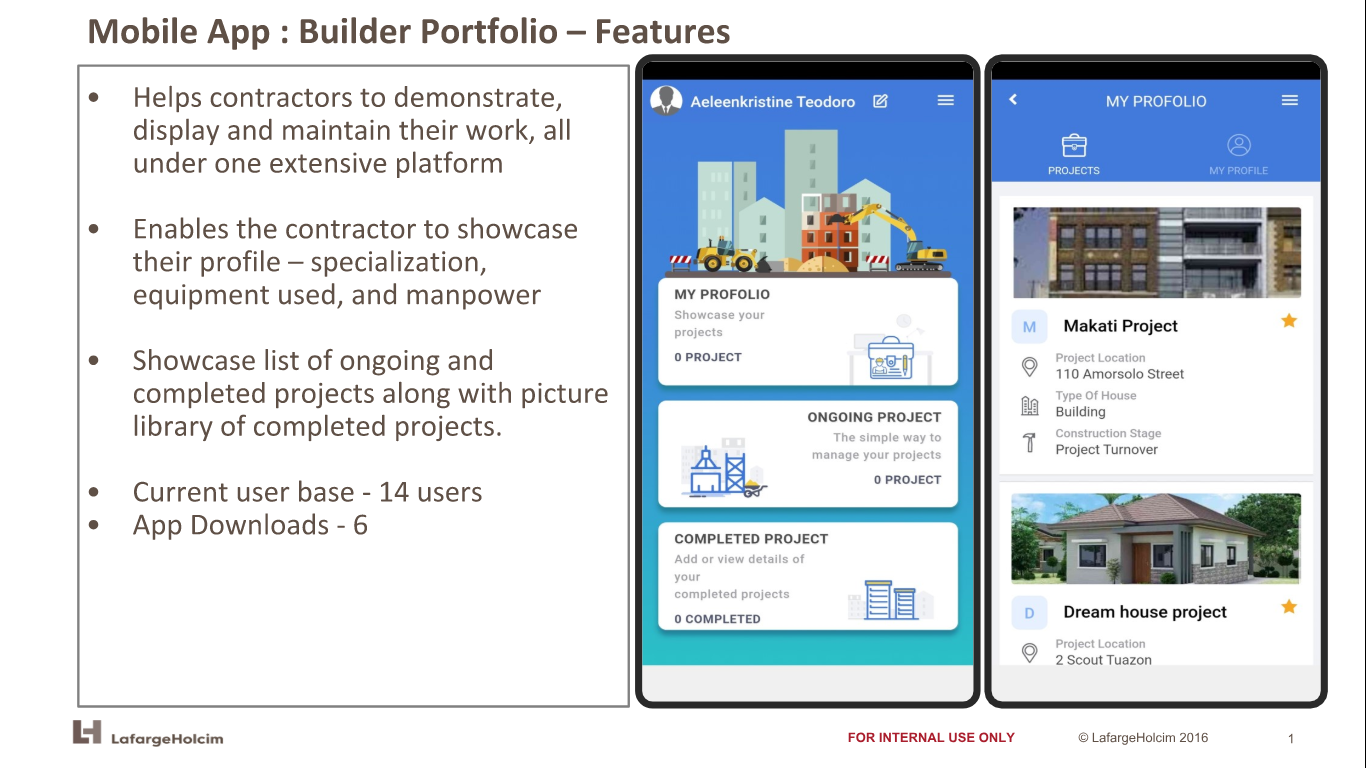 Mobile App : Builder Portfolio – Features
• Helps contractors to demonstrate,
display and maintain their work, all
under one extensive platform
• Enables the contractor to showcase
their profile – specialization,
equipment used, and manpower
• Showcase list of ongoing and
completed projects along with picture
library of completed projects.
• Current user base - 14 users
• App Downloads - 6
Aeleenkristine Teodoro
MY PROFOLIO
Showcase your
projects
0 PROJECT
ONGOING PROJECT
The simple way to
manage your projects
0 PROJECT
COMPLETED PROJECT
Add or view details of
your
completed projects
0 COMPLETED
MY PROFOLIO
PROJECTS
MY PROFILE
M
Makati Project
Project Location
110 Amorsolo Street
Type Of House
Building
Construction Stage
Project Turnover
D
Dream house project
Project Location
2 Scout Tuazon
LafargeHolcim
FOR INTERNAL USE ONLY
© LafargeHolcim 2016
1